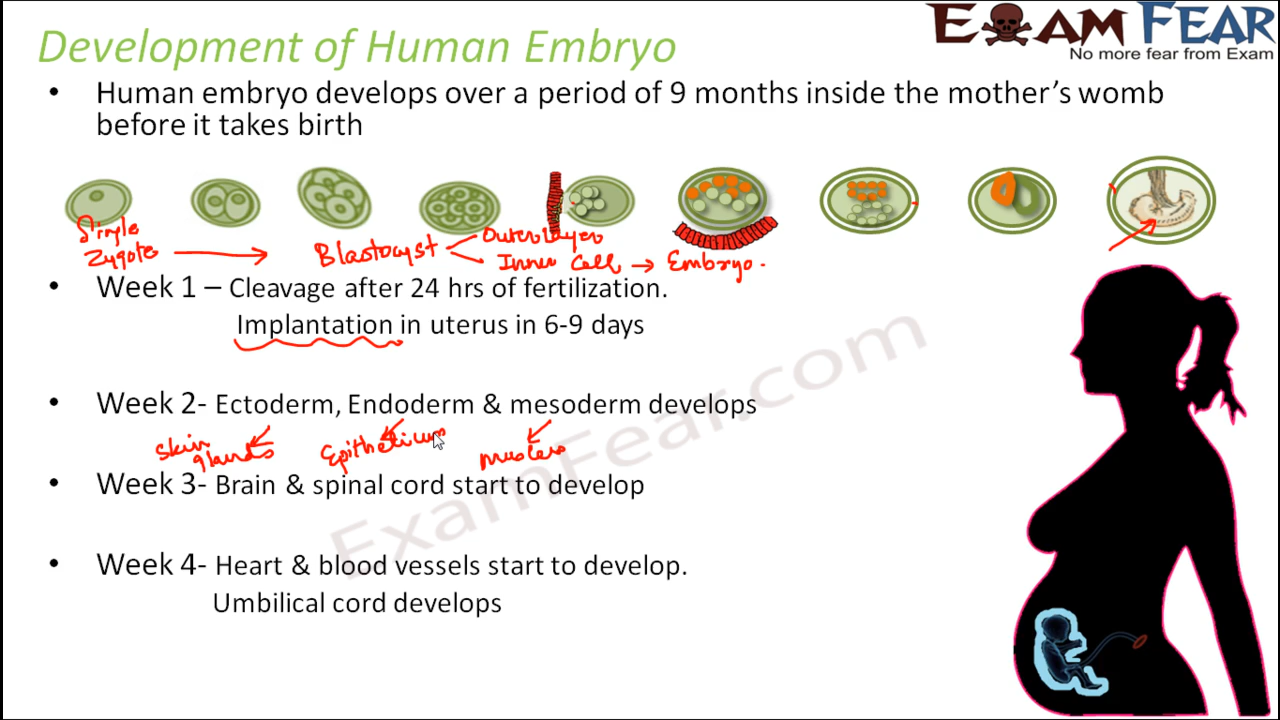 Development of Human Embryo
EXAM FEAR
No more fear from Exam
• Human embryo develops over a period of 9 months inside the mother's womb
before it takes birth
Single
Zygote
Blastocyst
Outer layer
Inner Cell → Embryo.
• Week 1 – Cleavage after 24 hrs of fertilization.
Implantation in uterus in 6-9 days
• Week 2- Ectoderm, Endoderm & mesoderm develops
Skin
glands
Epithelium
• Week 3- Brain & spinal cord start to develop
• Week 4- Heart & blood vessels start to develop.
Umbilical cord develops
ExamFear.com